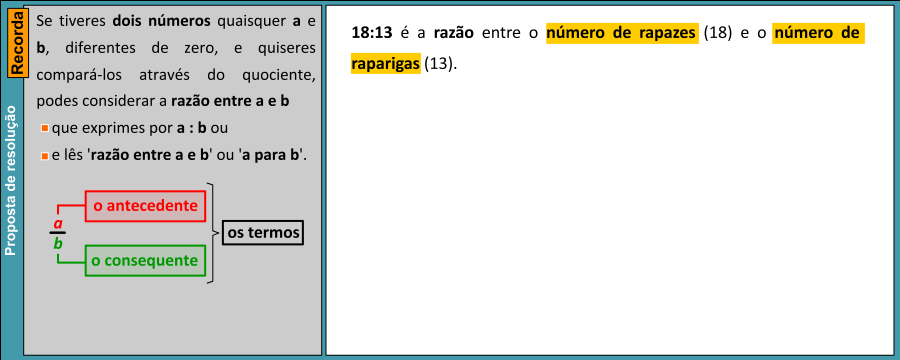 Recorda
Proposta de resolução
Se tiveres dois números quaisquer a e
b, diferentes de zero, e quiseres
compará-los através do quociente,
podes considerar a razão entre a e b
que exprimes por a : b ou
e lês 'razão entre a e b' ou 'a para b'.
o antecedente
a
b
os termos
o consequente
18:13 é a razão entre o número de rapazes (18) e o número de
raparigas (13).